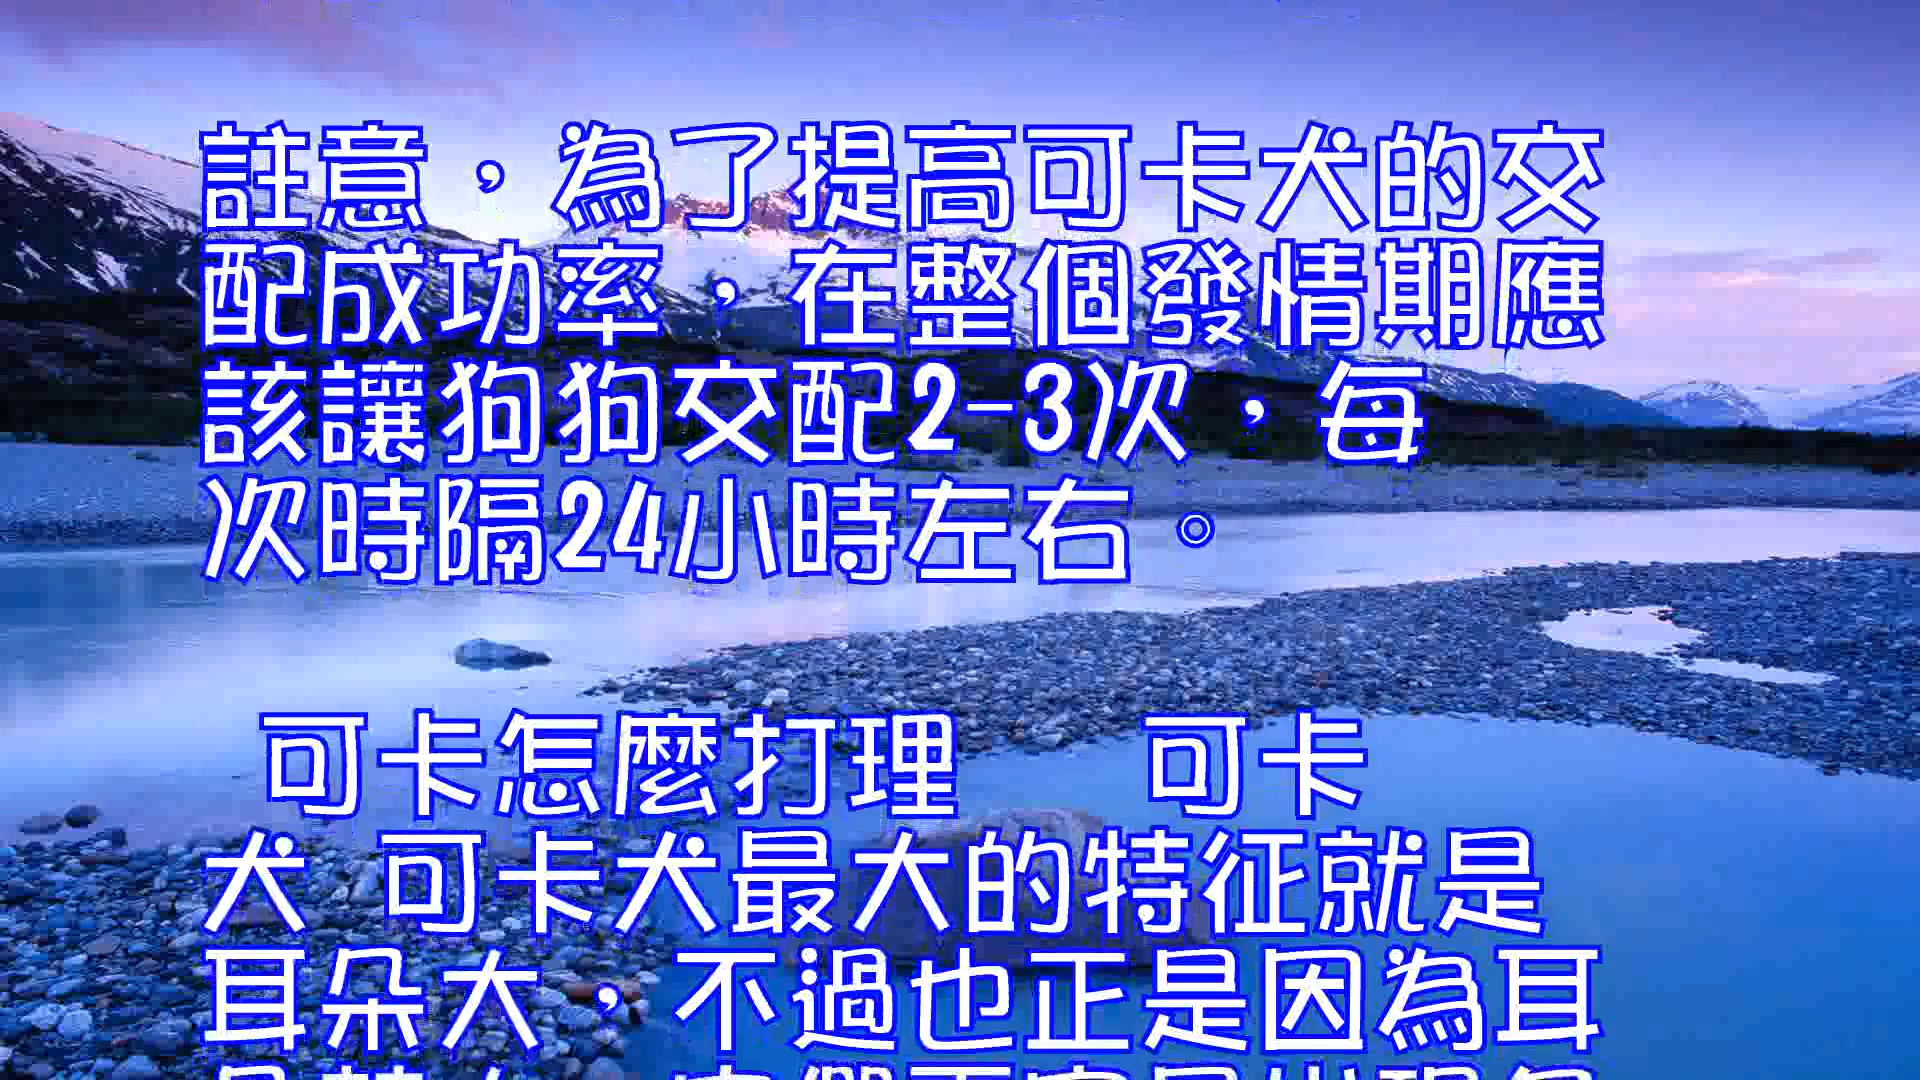 註意，為了提高可卡犬的交
配成功率，在整個發情期應
該讓狗狗交配2-3次，每
次時隔24小時左右。
可卡怎麼打理 可卡
犬 可卡犬最大的特征就是
耳朵大，不過也正是因為耳